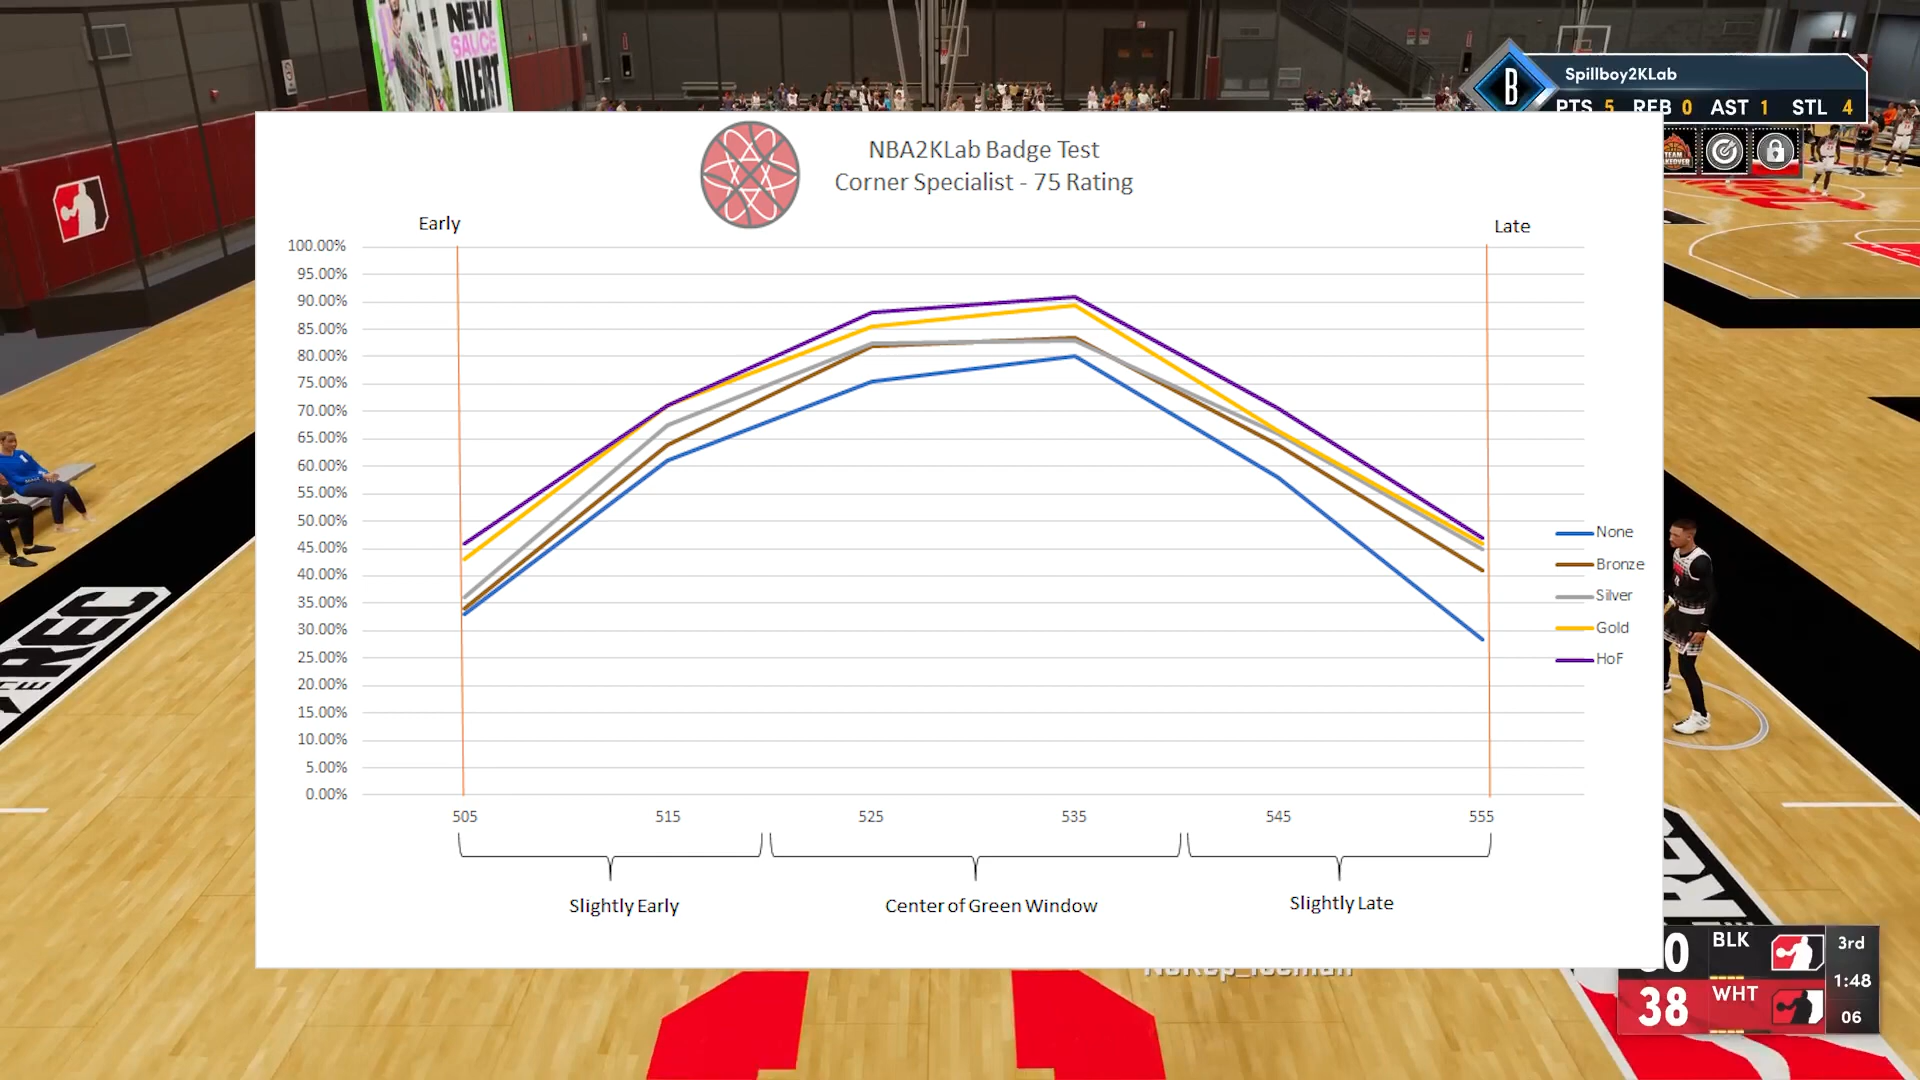 NEW
SAUCE
ALERT
Spillboy2KLab
B
PTS 5 REB 0 AST 1 STL 4
TEAM
TAKEOVER
NBA2KLab Badge Test
Corner Specialist - 75 Rating
Early
Late
100.00%
95.00%
90.00%
85.00%
80.00%
75.00%
70.00%
65.00%
60.00%
55.00%
50.00%
45.00%
40.00%
35.00%
30.00%
25.00%
20.00%
15.00%
10.00%
5.00%
0.00%
None
Bronze
Silver
Gold
HoF
505 515 525 535 545 555
Slightly Early
Center of Green Window
Slightly Late
REC
BLK
3rd
1:48
38 WHT
06